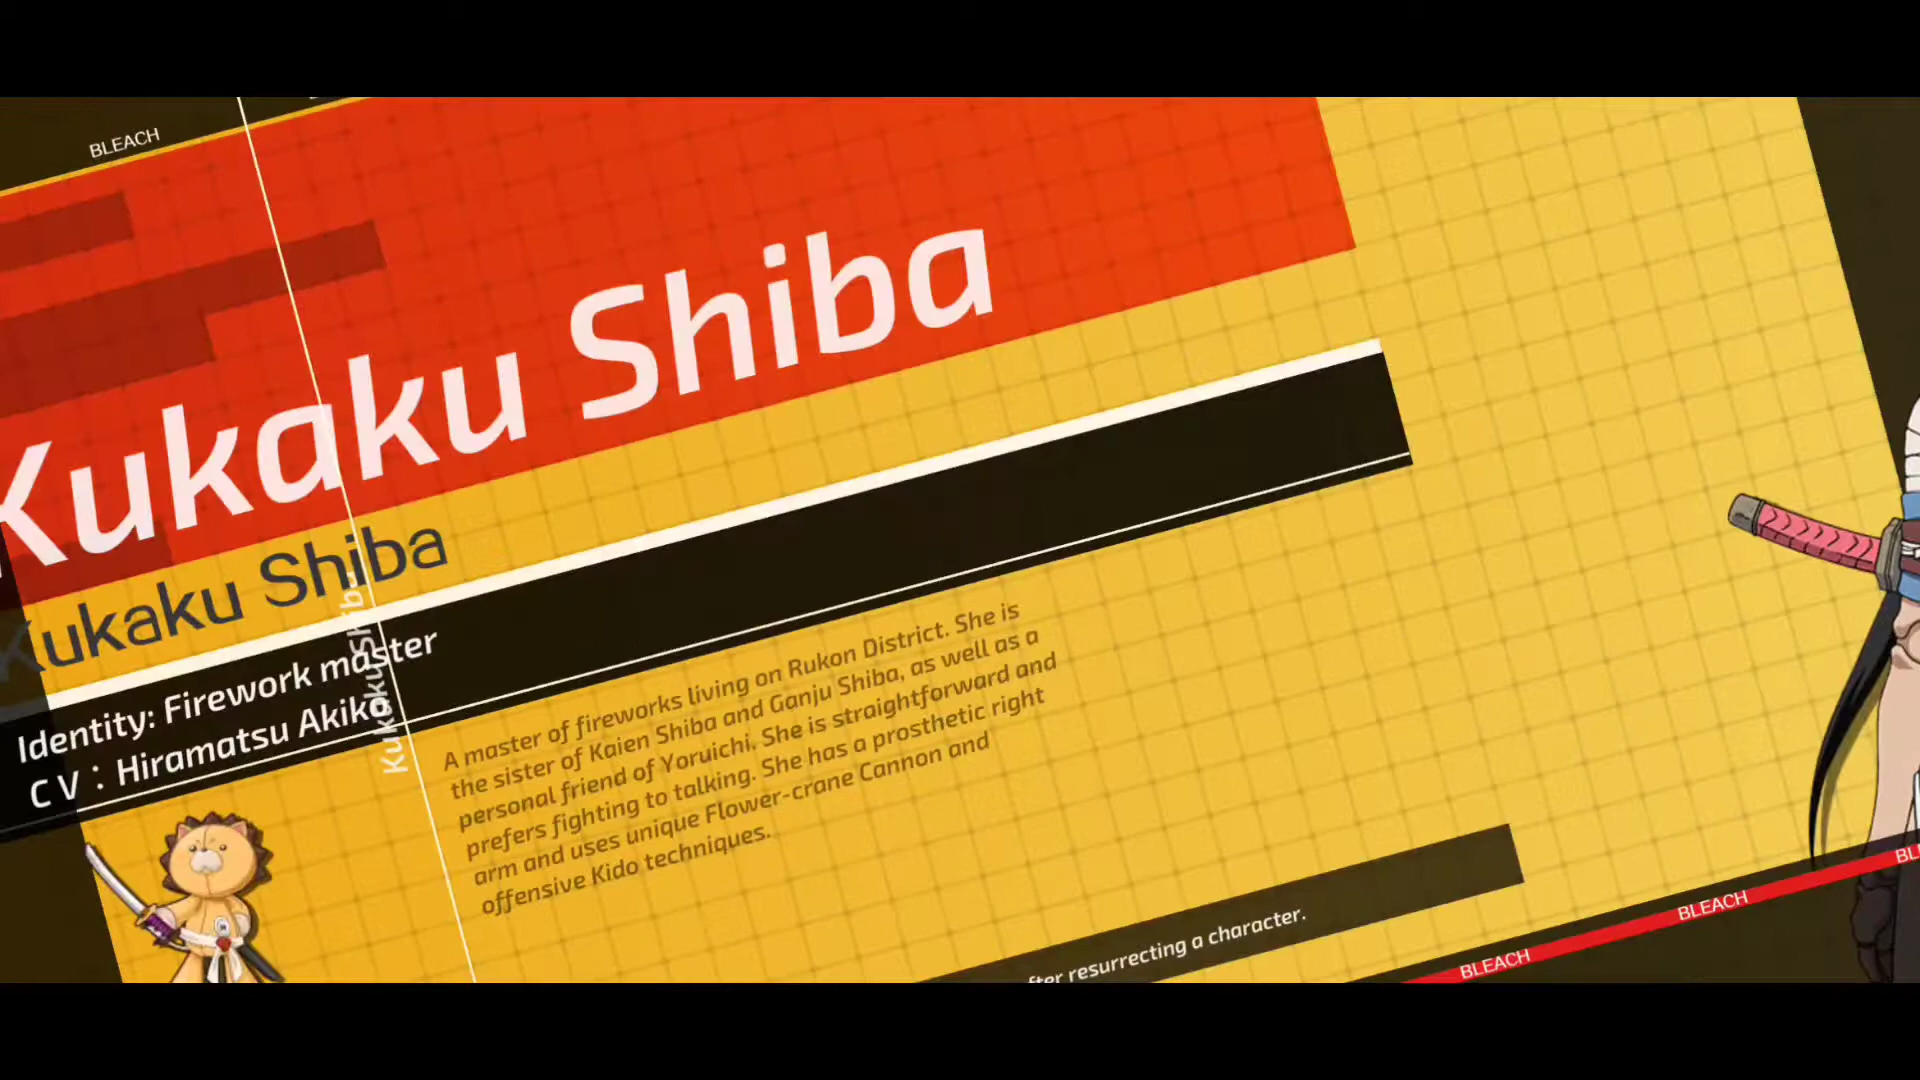 BLEACH
Kukaku Shiba
Kukaku Shiba
Kukaku Shiba
Identity: Firework master
CV：Hiramatsu Akiko
A master of fireworks living on Rukon District. She is
the sister of Kaien Shiba and Ganju Shiba, as well as a
personal friend of Yoruichi. She is straightforward and
prefers fighting to talking. She has a prosthetic right
arm and uses unique Flower-crane Cannon and
offensive Kido techniques.
resurrecting a character.
BLEACH
BLEACH